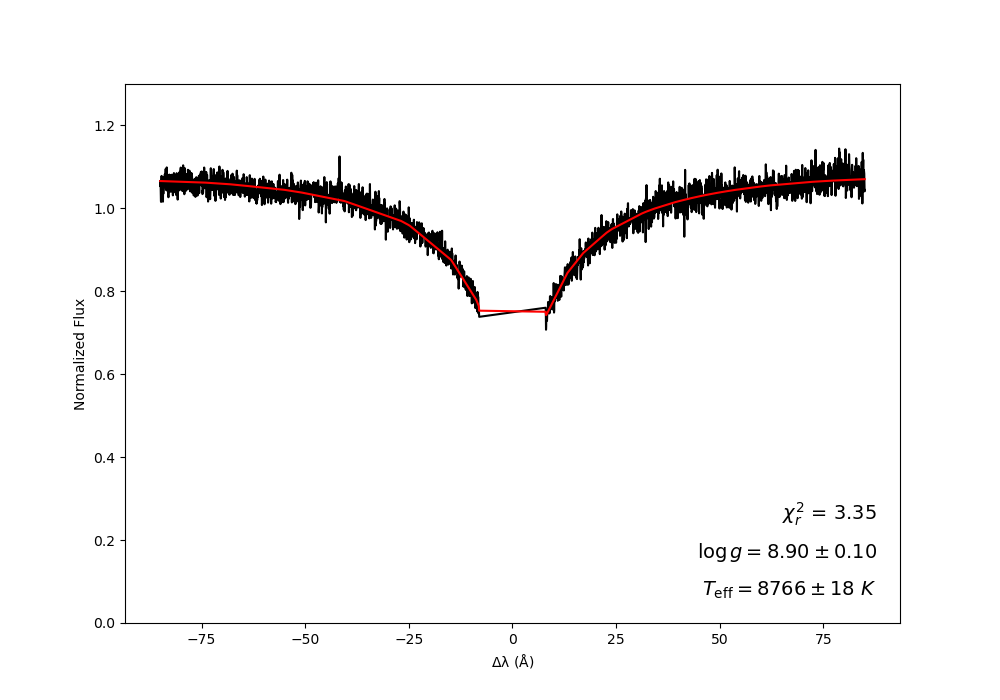 1.2
1.0
0.8
0.6
0.4
0.2
0.0
Normalized Flux
χ²ᵣ = 3.35
log g = 8.90 ± 0.10
T_eff = 8766 ± 18 K
−75 −50 −25 0 25 50 75
Δλ (Å)